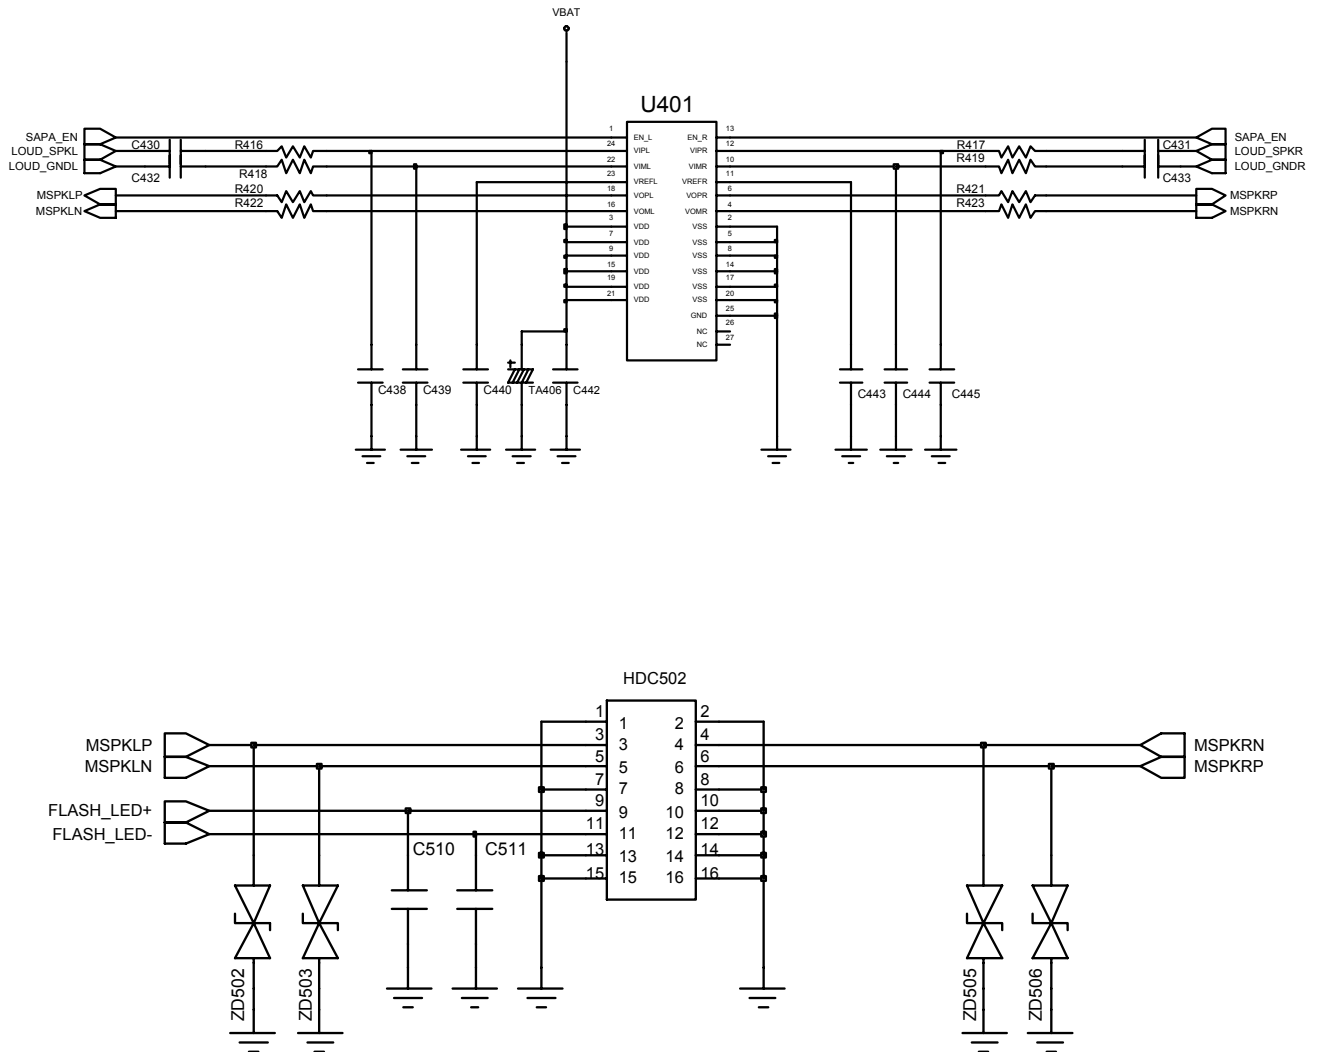 VBAT
U401
1 13
SAPA_EN EN_L EN_R SAPA_EN
24 12
LOUD_SPKL C430 R416 VIPL VIPR R417 C431 LOUD_SPKR
22 10
LOUD_GNDL C432 R418 VIML VIMR R419 C433 LOUD_GNDR
23 11
VREFL VREFR
18 6
MSPKLP R420 VOPL VOPR R421 MSPKRP
16 4
MSPKLN R422 VOML VOMR R423 MSPKRN
3 2
VDD VSS
7 5
VDD VSS
9 8
VDD VSS
15 14
VDD VSS
19 17
VDD VSS
21 20
VDD VSS
25
GND
26
NC
27
NC
+
C438 C439 C440 TA406 C442 C443 C444 C445
HDC502
1 1 2 2
MSPKLP 3 3 4 4 MSPKRN
MSPKLN 5 5 6 6 MSPKRP
7 7 8 8
FLASH_LED+ 9 9 10 10
FLASH_LED- 11 11 12 12
C510 C511
13 13 14 14
15 15 16 16
ZD502 ZD503 ZD505 ZD506